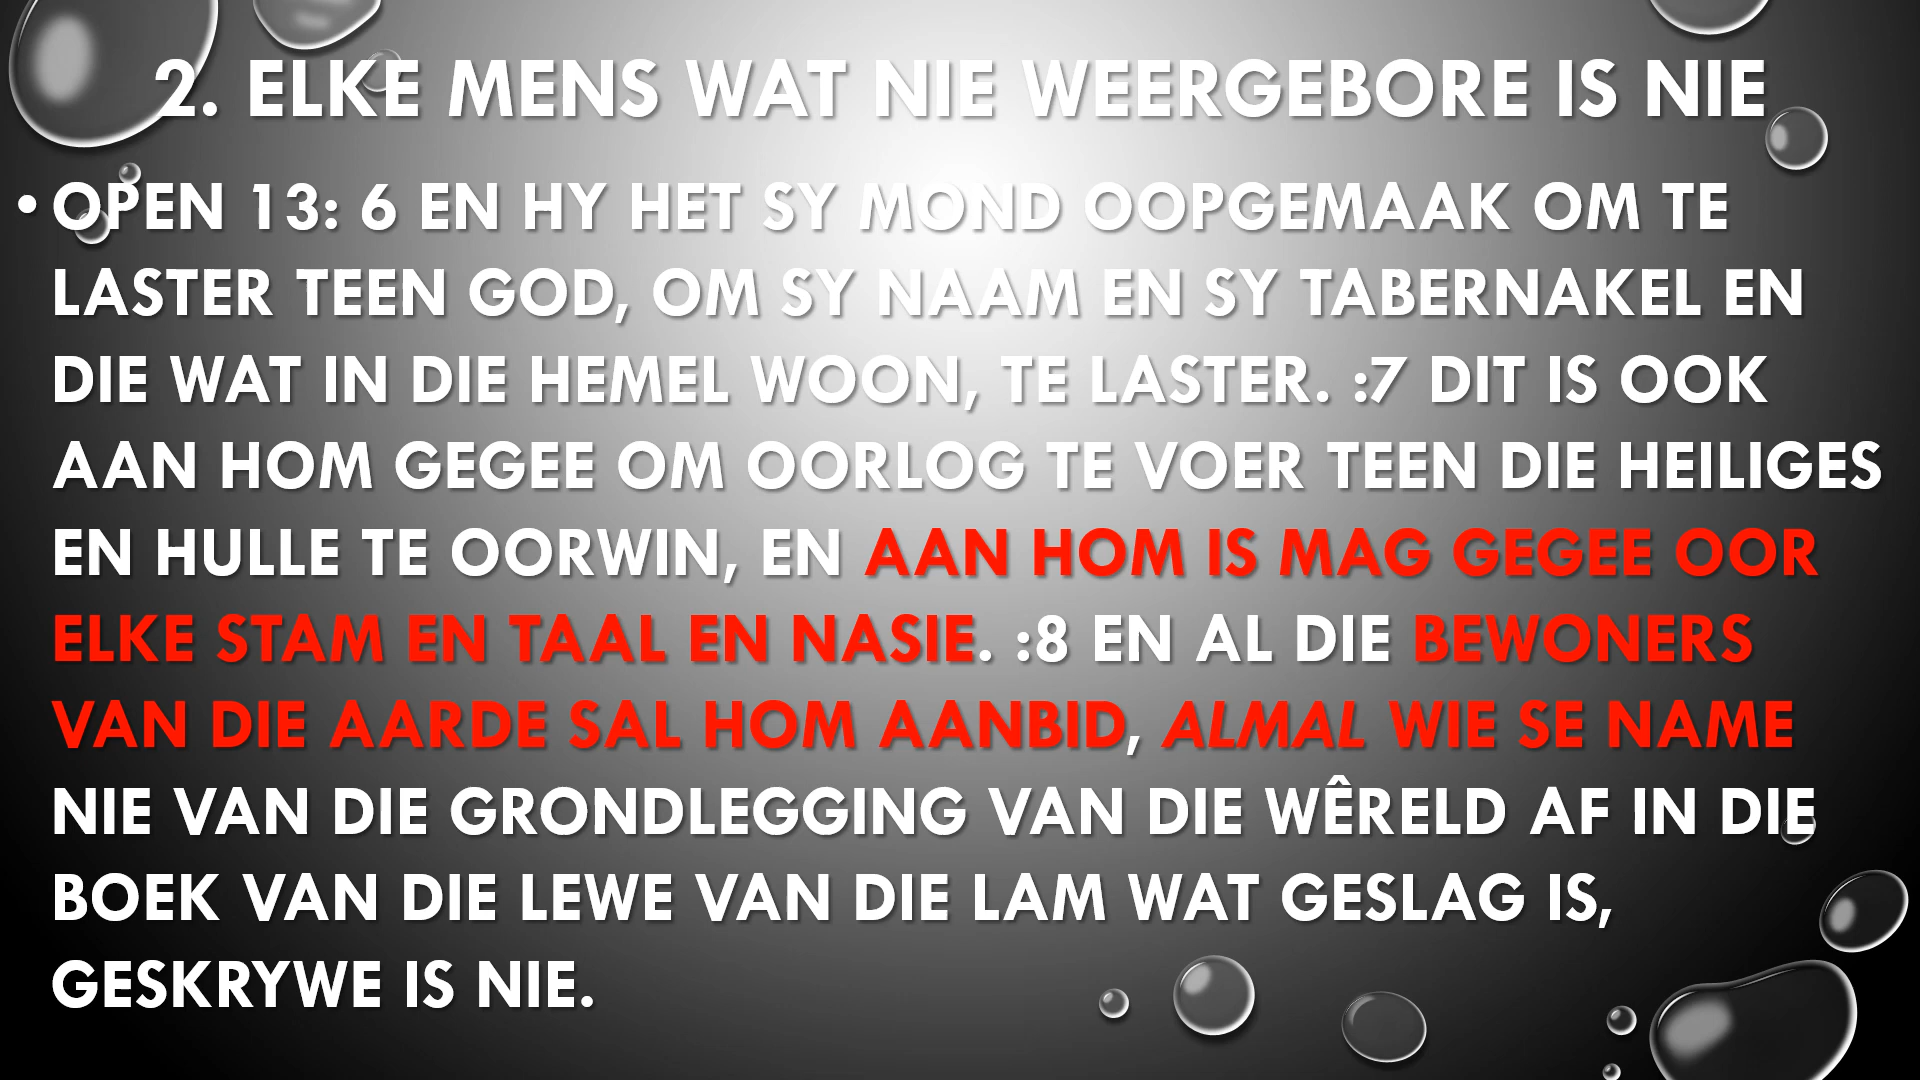 2. ELKE MENS WAT NIE WEERGEBORE IS NIE
• OPEN 13: 6 EN HY HET SY MOND OOPGEMAAK OM TE
LASTER TEEN GOD, OM SY NAAM EN SY TABERNAKEL EN
DIE WAT IN DIE HEMEL WOON, TE LASTER. :7 DIT IS OOK
AAN HOM GEGEE OM OORLOG TE VOER TEEN DIE HEILIGES
EN HULLE TE OORWIN, EN AAN HOM IS MAG GEGEE OOR
ELKE STAM EN TAAL EN NASIE. :8 EN AL DIE BEWONERS
VAN DIE AARDE SAL HOM AANBID, ALMAL WIE SE NAME
NIE VAN DIE GRONDLEGGING VAN DIE WÊRELD AF IN DIE
BOEK VAN DIE LEWE VAN DIE LAM WAT GESLAG IS,
GESKRYWE IS NIE.